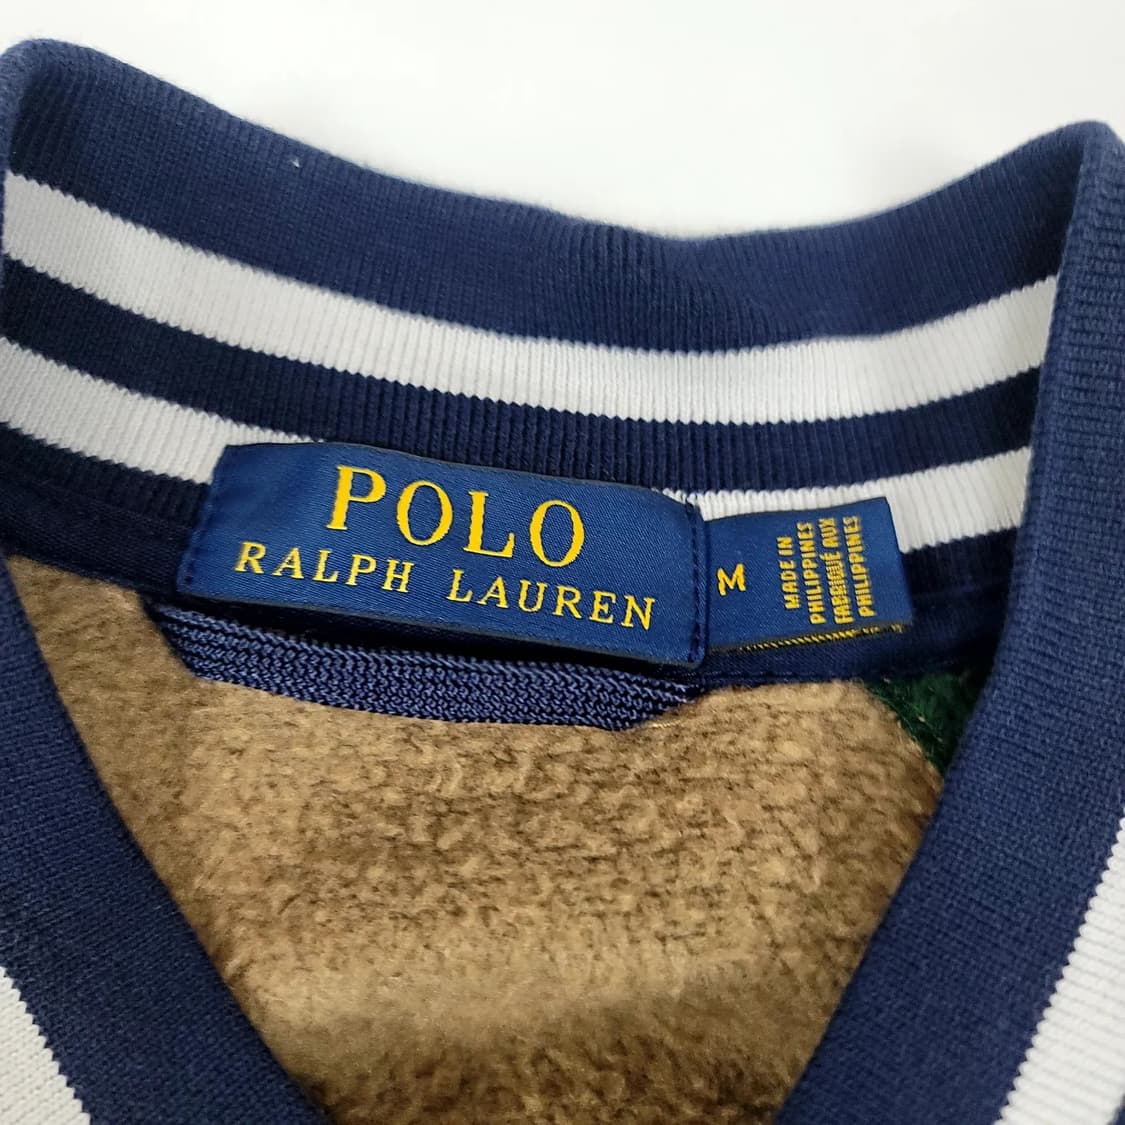 POLO
RALPH LAUREN
M
MADE IN
PHILIPPINES
FABRIQUÉ AUX
PHILIPPINES